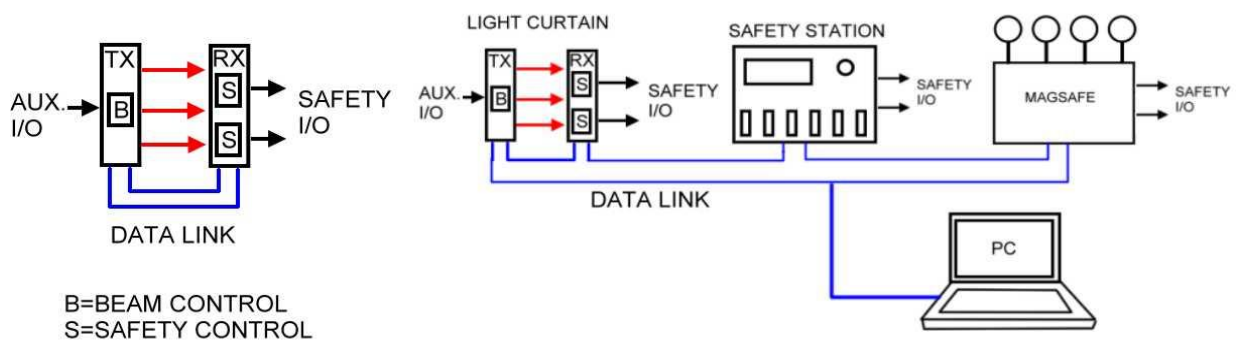 TX
RX
B
S
S
AUX.
I/O
SAFETY
I/O
DATA LINK
B=BEAM CONTROL
S=SAFETY CONTROL
LIGHT CURTAIN
TX
RX
B
S
S
AUX.
I/O
SAFETY
I/O
SAFETY STATION
SAFETY
I/O
MAGSAFE
SAFETY
I/O
DATA LINK
PC